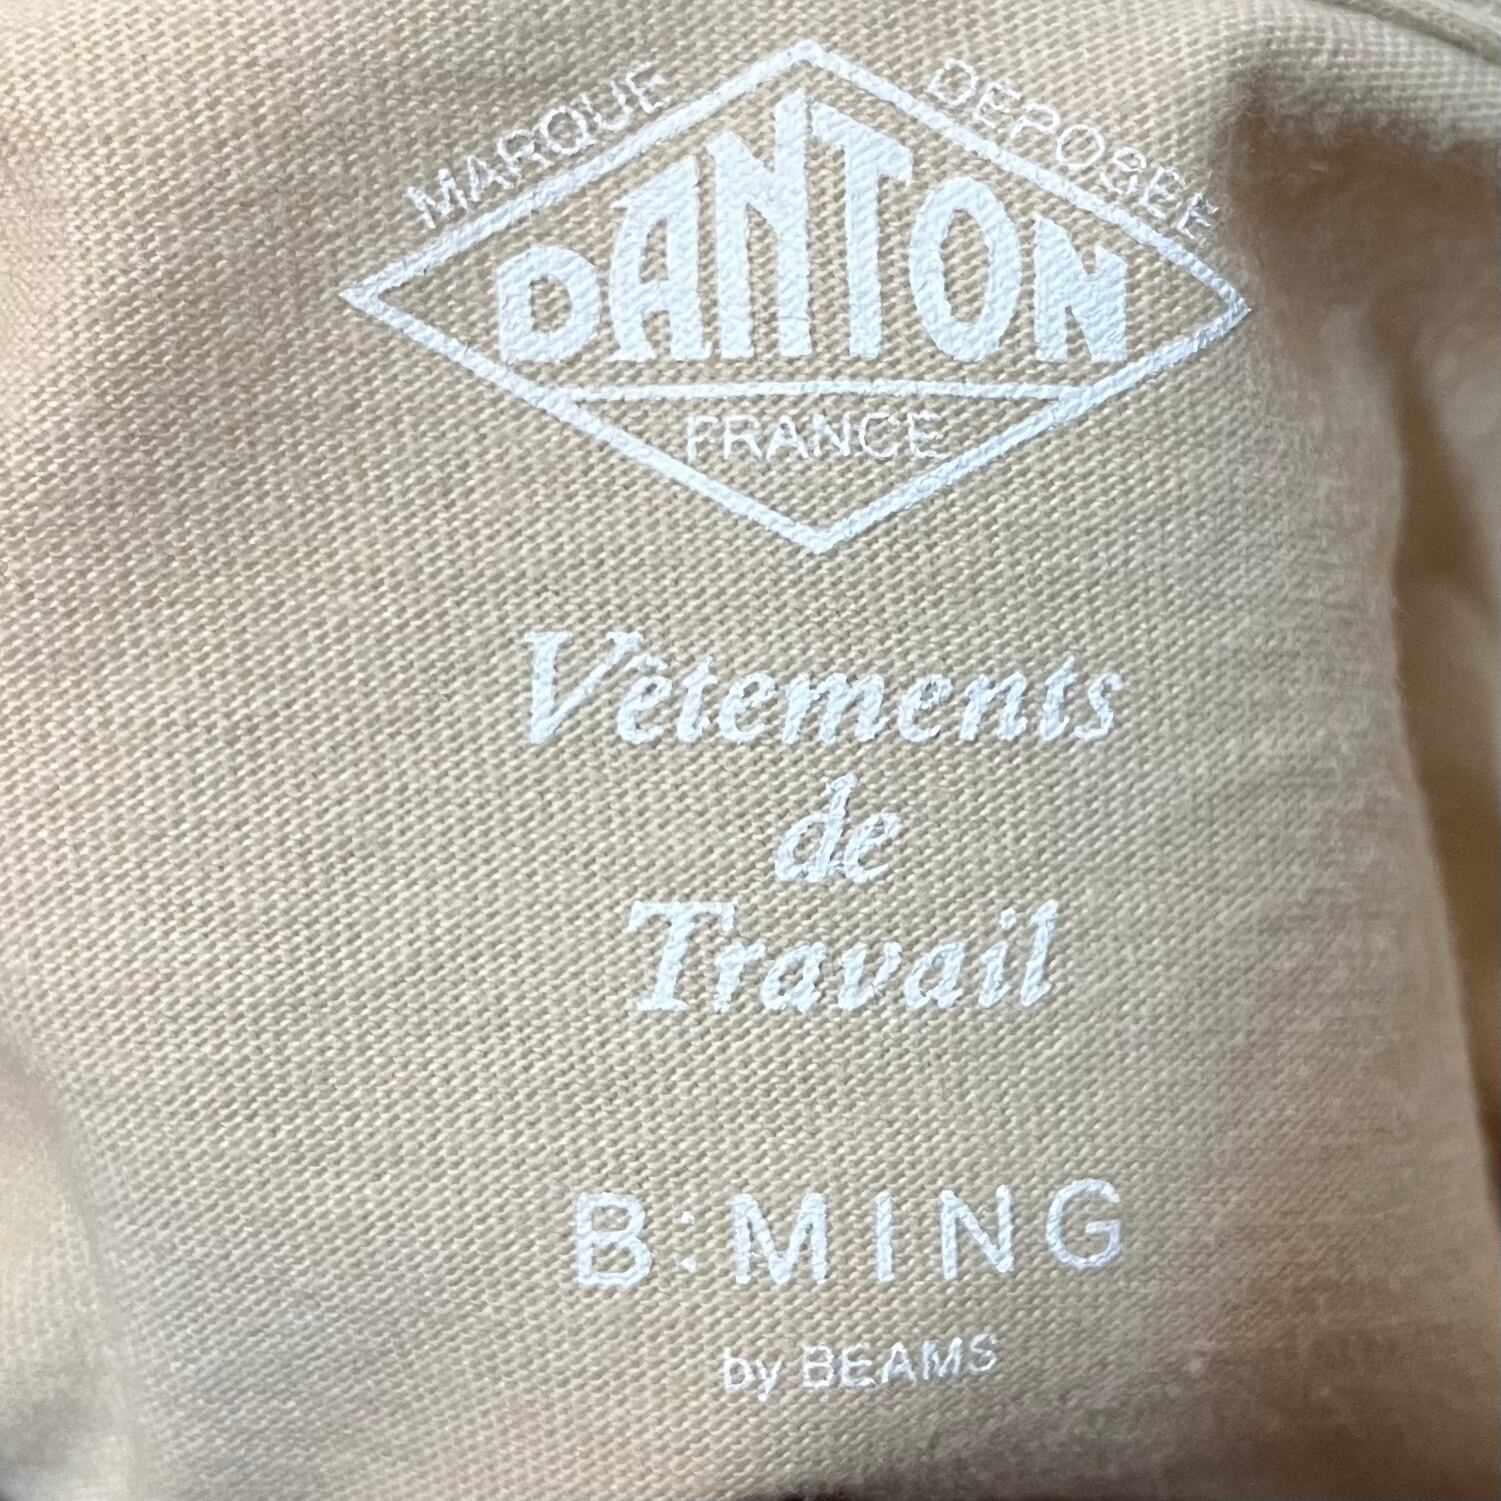 MARQUE DEPOSEE
DANTON
FRANCE
Vêtements
de
Travail
B:MING
by BEAMS